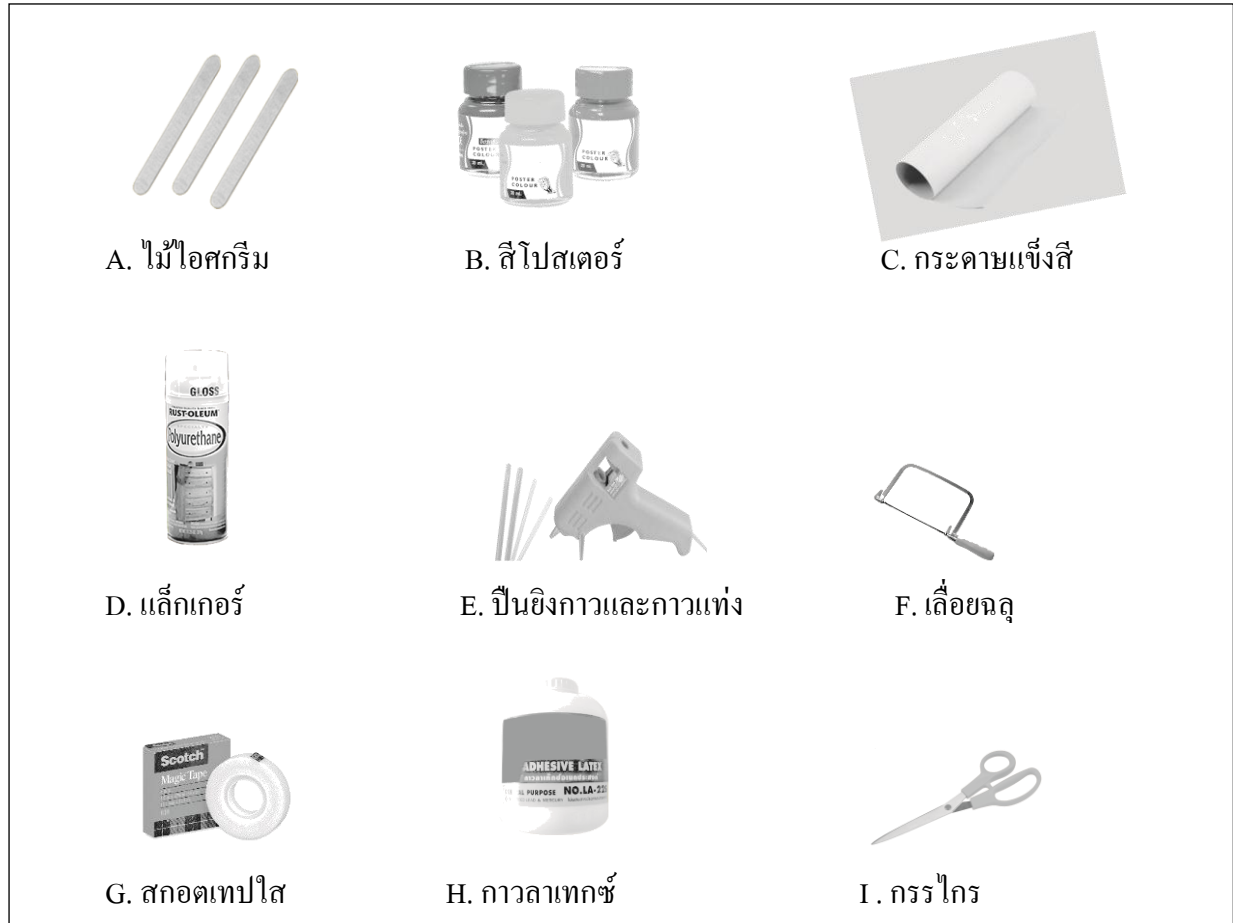 POSTER
COLOUR
POSTER
COLOUR
POSTER
COLOUR
A. ไม้ไอศกรีม
B. สีโปสเตอร์
C. กระดาษแข็งสี
GLOSS
RUST-OLEUM
Polyurethane
D. แล็กเกอร์
E. ปืนยิงกาวและกาวแท่ง
F. เลื่อยฉลุ
Scotch
Magic Tape
ADHESIVE LATEX
PURPOSE NO.LA-22
G. สกอตเทปใส
H. กาวลาเทกซ์
I . กรรไกร